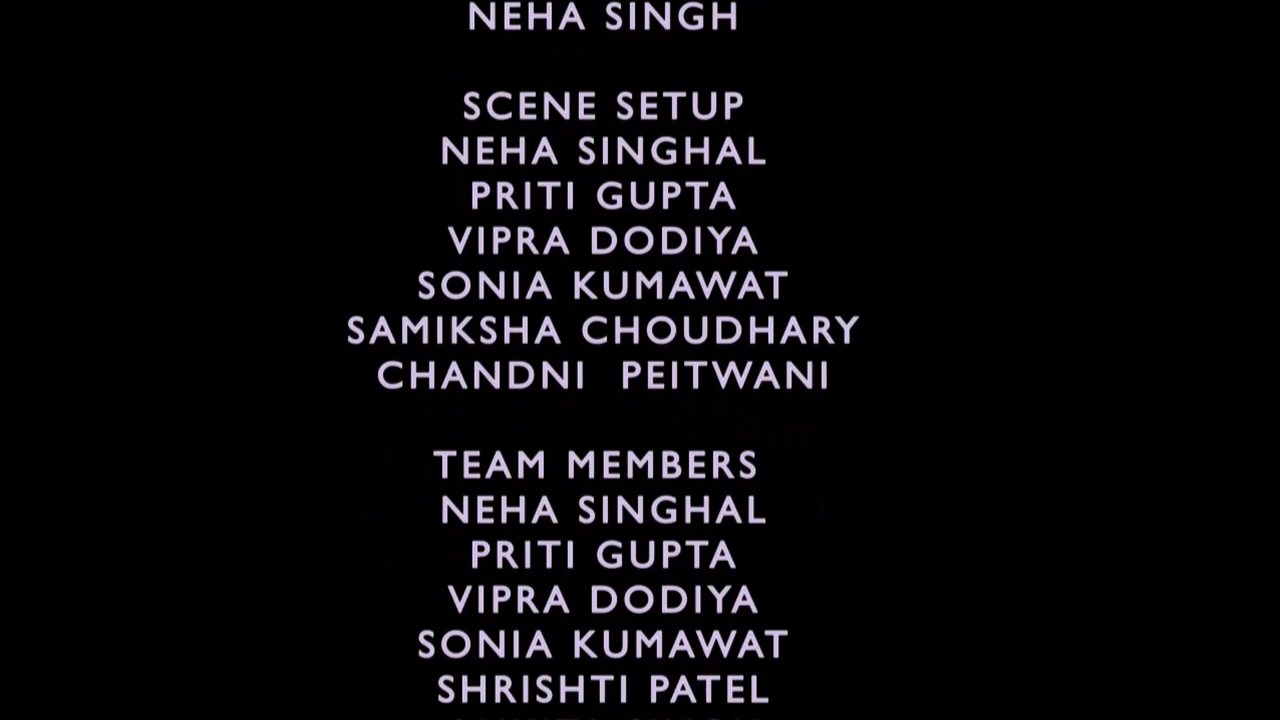 NEHA SINGH
SCENE SETUP
NEHA SINGHAL
PRITI GUPTA
VIPRA DODIYA
SONIA KUMAWAT
SAMIKSHA CHOUDHARY
CHANDNI PEITWANI
TEAM MEMBERS
NEHA SINGHAL
PRITI GUPTA
VIPRA DODIYA
SONIA KUMAWAT
SHRISHTI PATEL